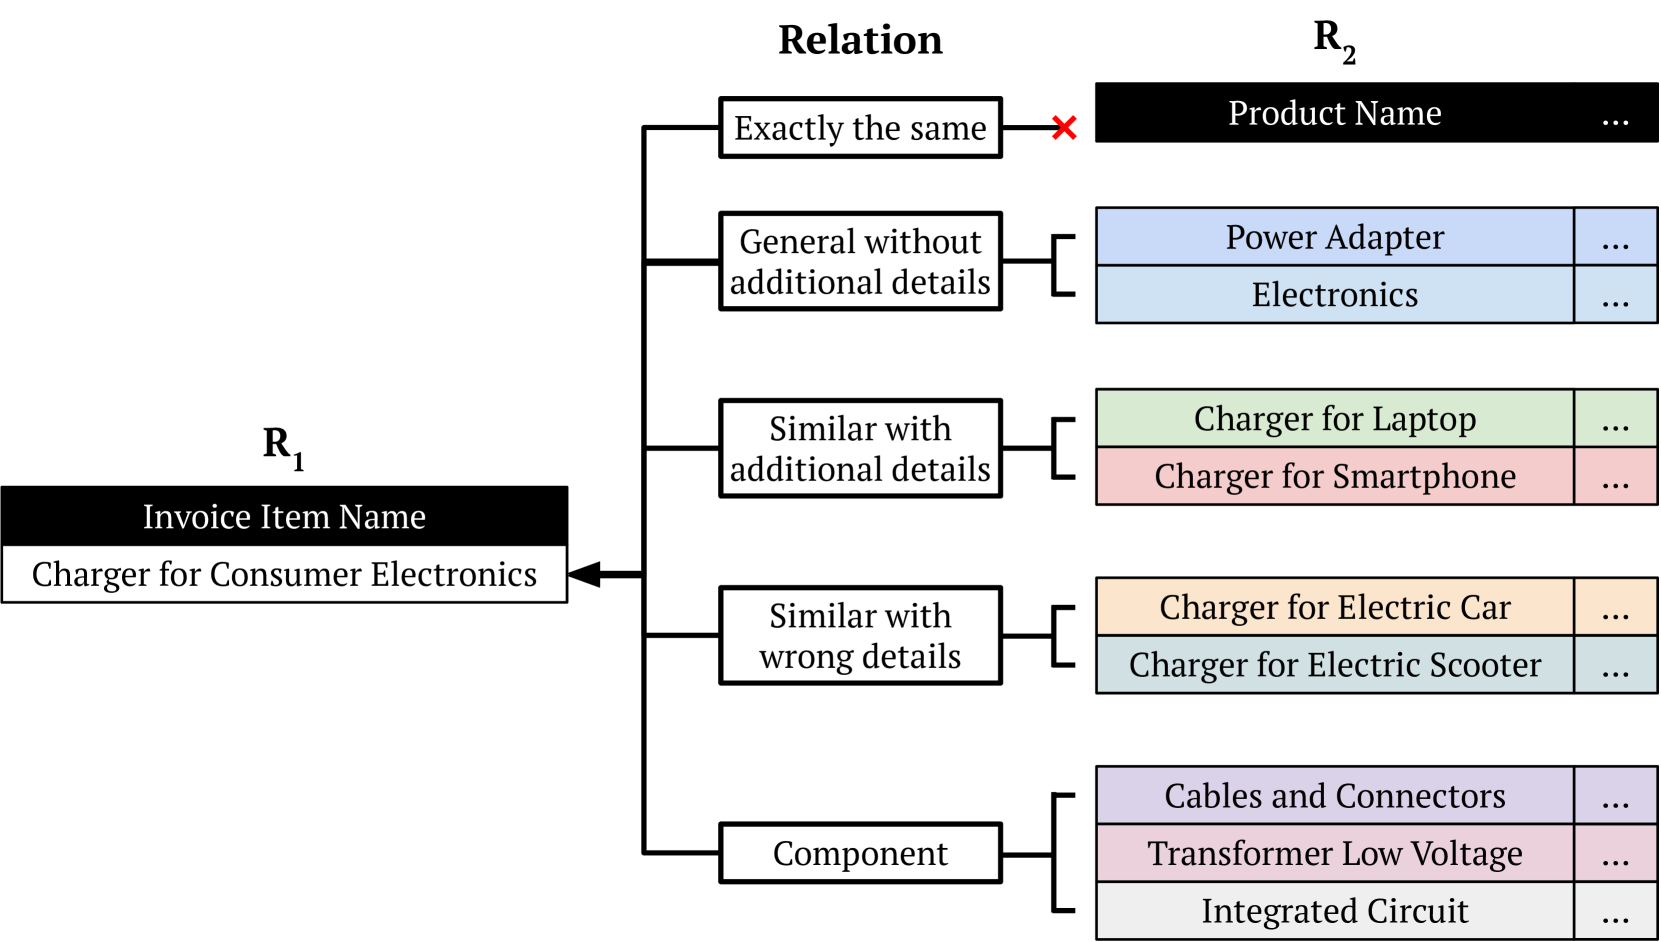 Relation
R2
Exactly the same
Product Name ...
General without
additional details
Power Adapter ...
Electronics ...
Similar with
additional details
Charger for Laptop ...
Charger for Smartphone ...
R1
Invoice Item Name
Charger for Consumer Electronics
Similar with
wrong details
Charger for Electric Car ...
Charger for Electric Scooter ...
Component
Cables and Connectors ...
Transformer Low Voltage ...
Integrated Circuit ...